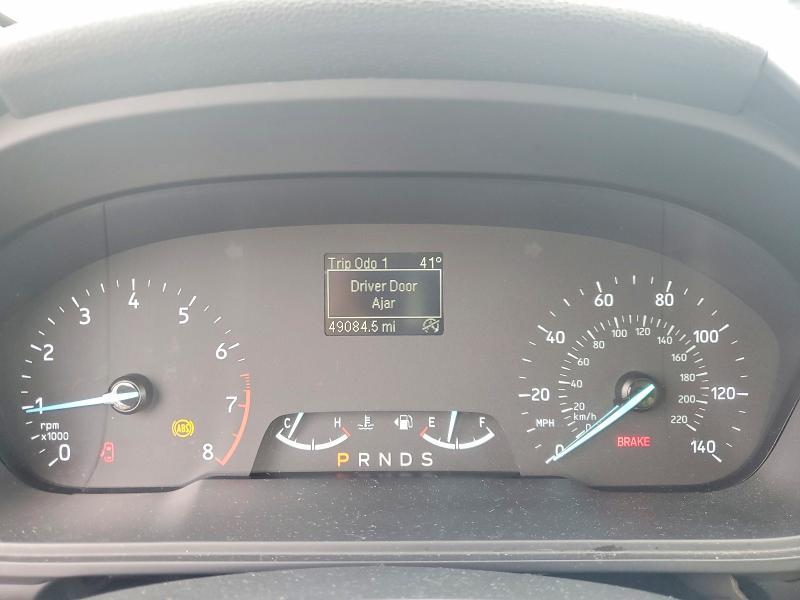 Trip Odo 1 41°
Driver Door
Ajar
49084.5 mi
0 1 2 3 4 5 6 7 8
rpm
x1000
ABS
C H
E F
P R N D S
0 20 40 60 80 100 120 140
MPH
0 20 40 60 80 100 120 140 160 180 200 220
km/h
BRAKE